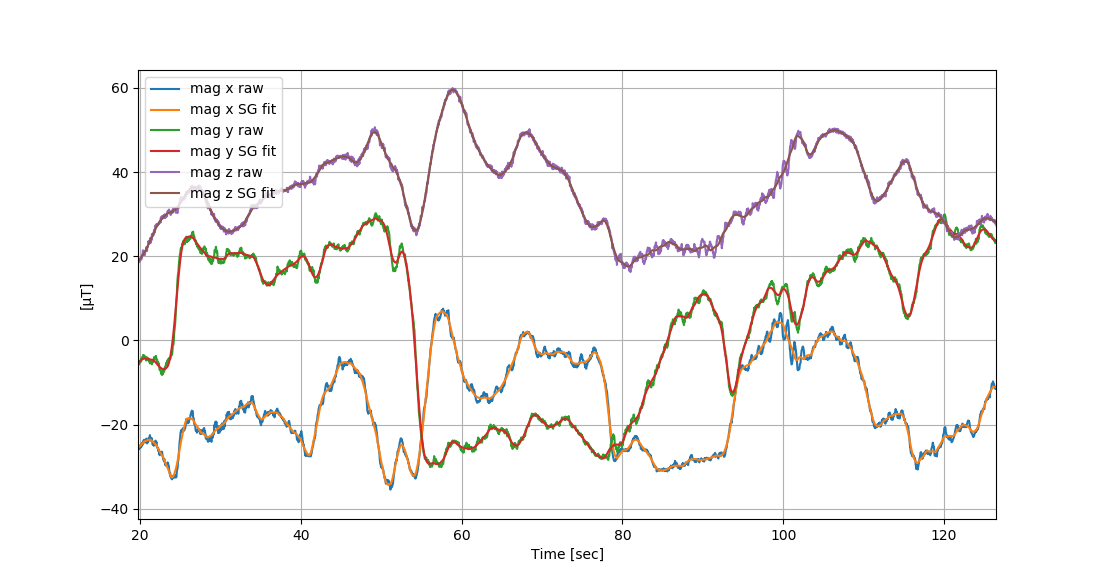 60
40
20
0
−20
−40
[µT]
mag x raw
mag x SG fit
mag y raw
mag y SG fit
mag z raw
mag z SG fit
20 40 60 80 100 120
Time [sec]